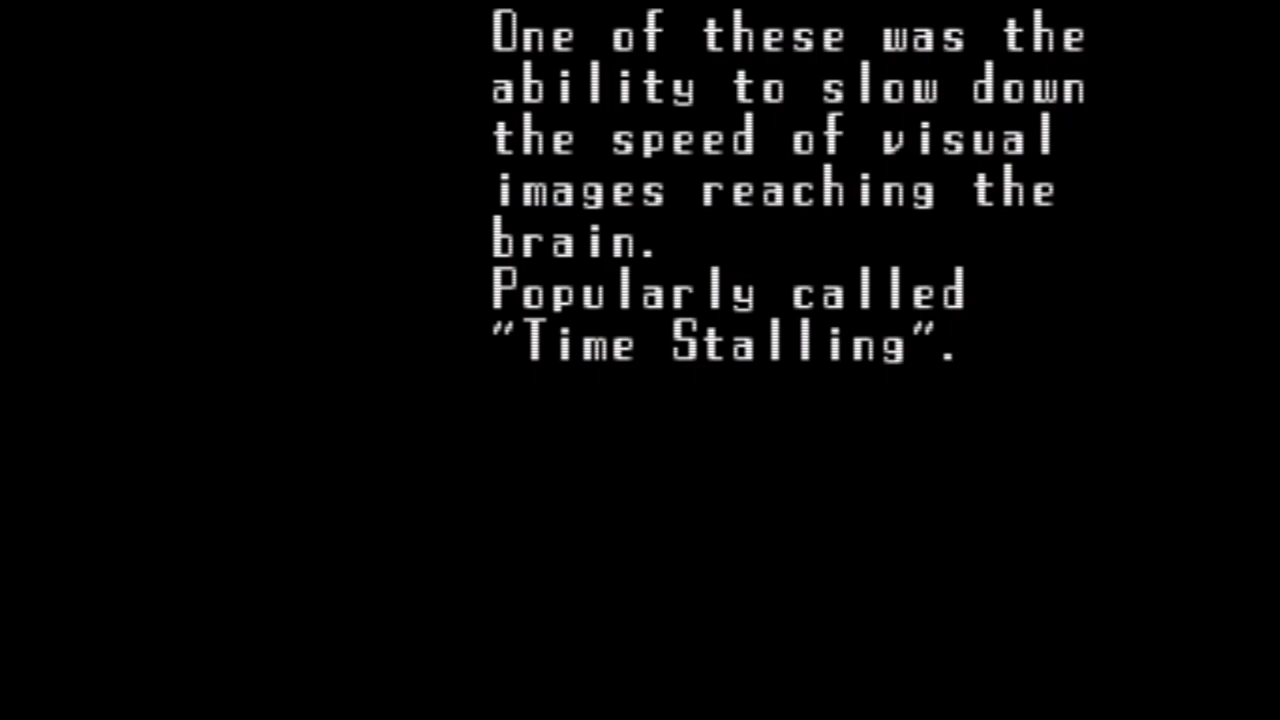 One of these was the
ability to slow down
the speed of visual
images reaching the
brain.
Popularly called
"Time Stalling".